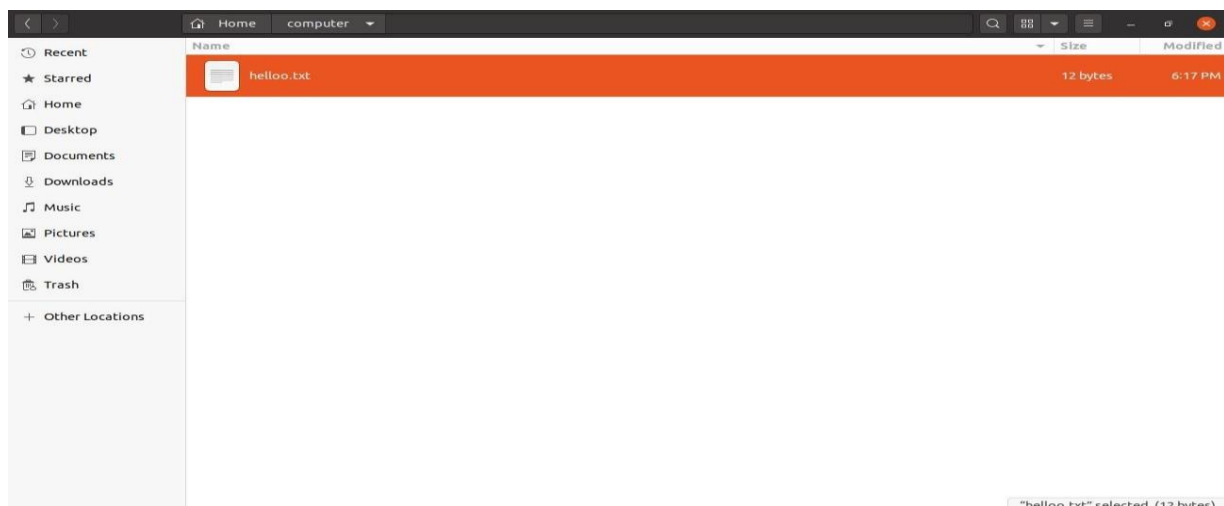 Home computer
Name Size Modified
Recent
helloo.txt 12 bytes 6:17 PM
Starred
Home
Desktop
Documents
Downloads
Music
Pictures
Videos
Trash
Other Locations
"helloo.txt" selected (12 bytes)